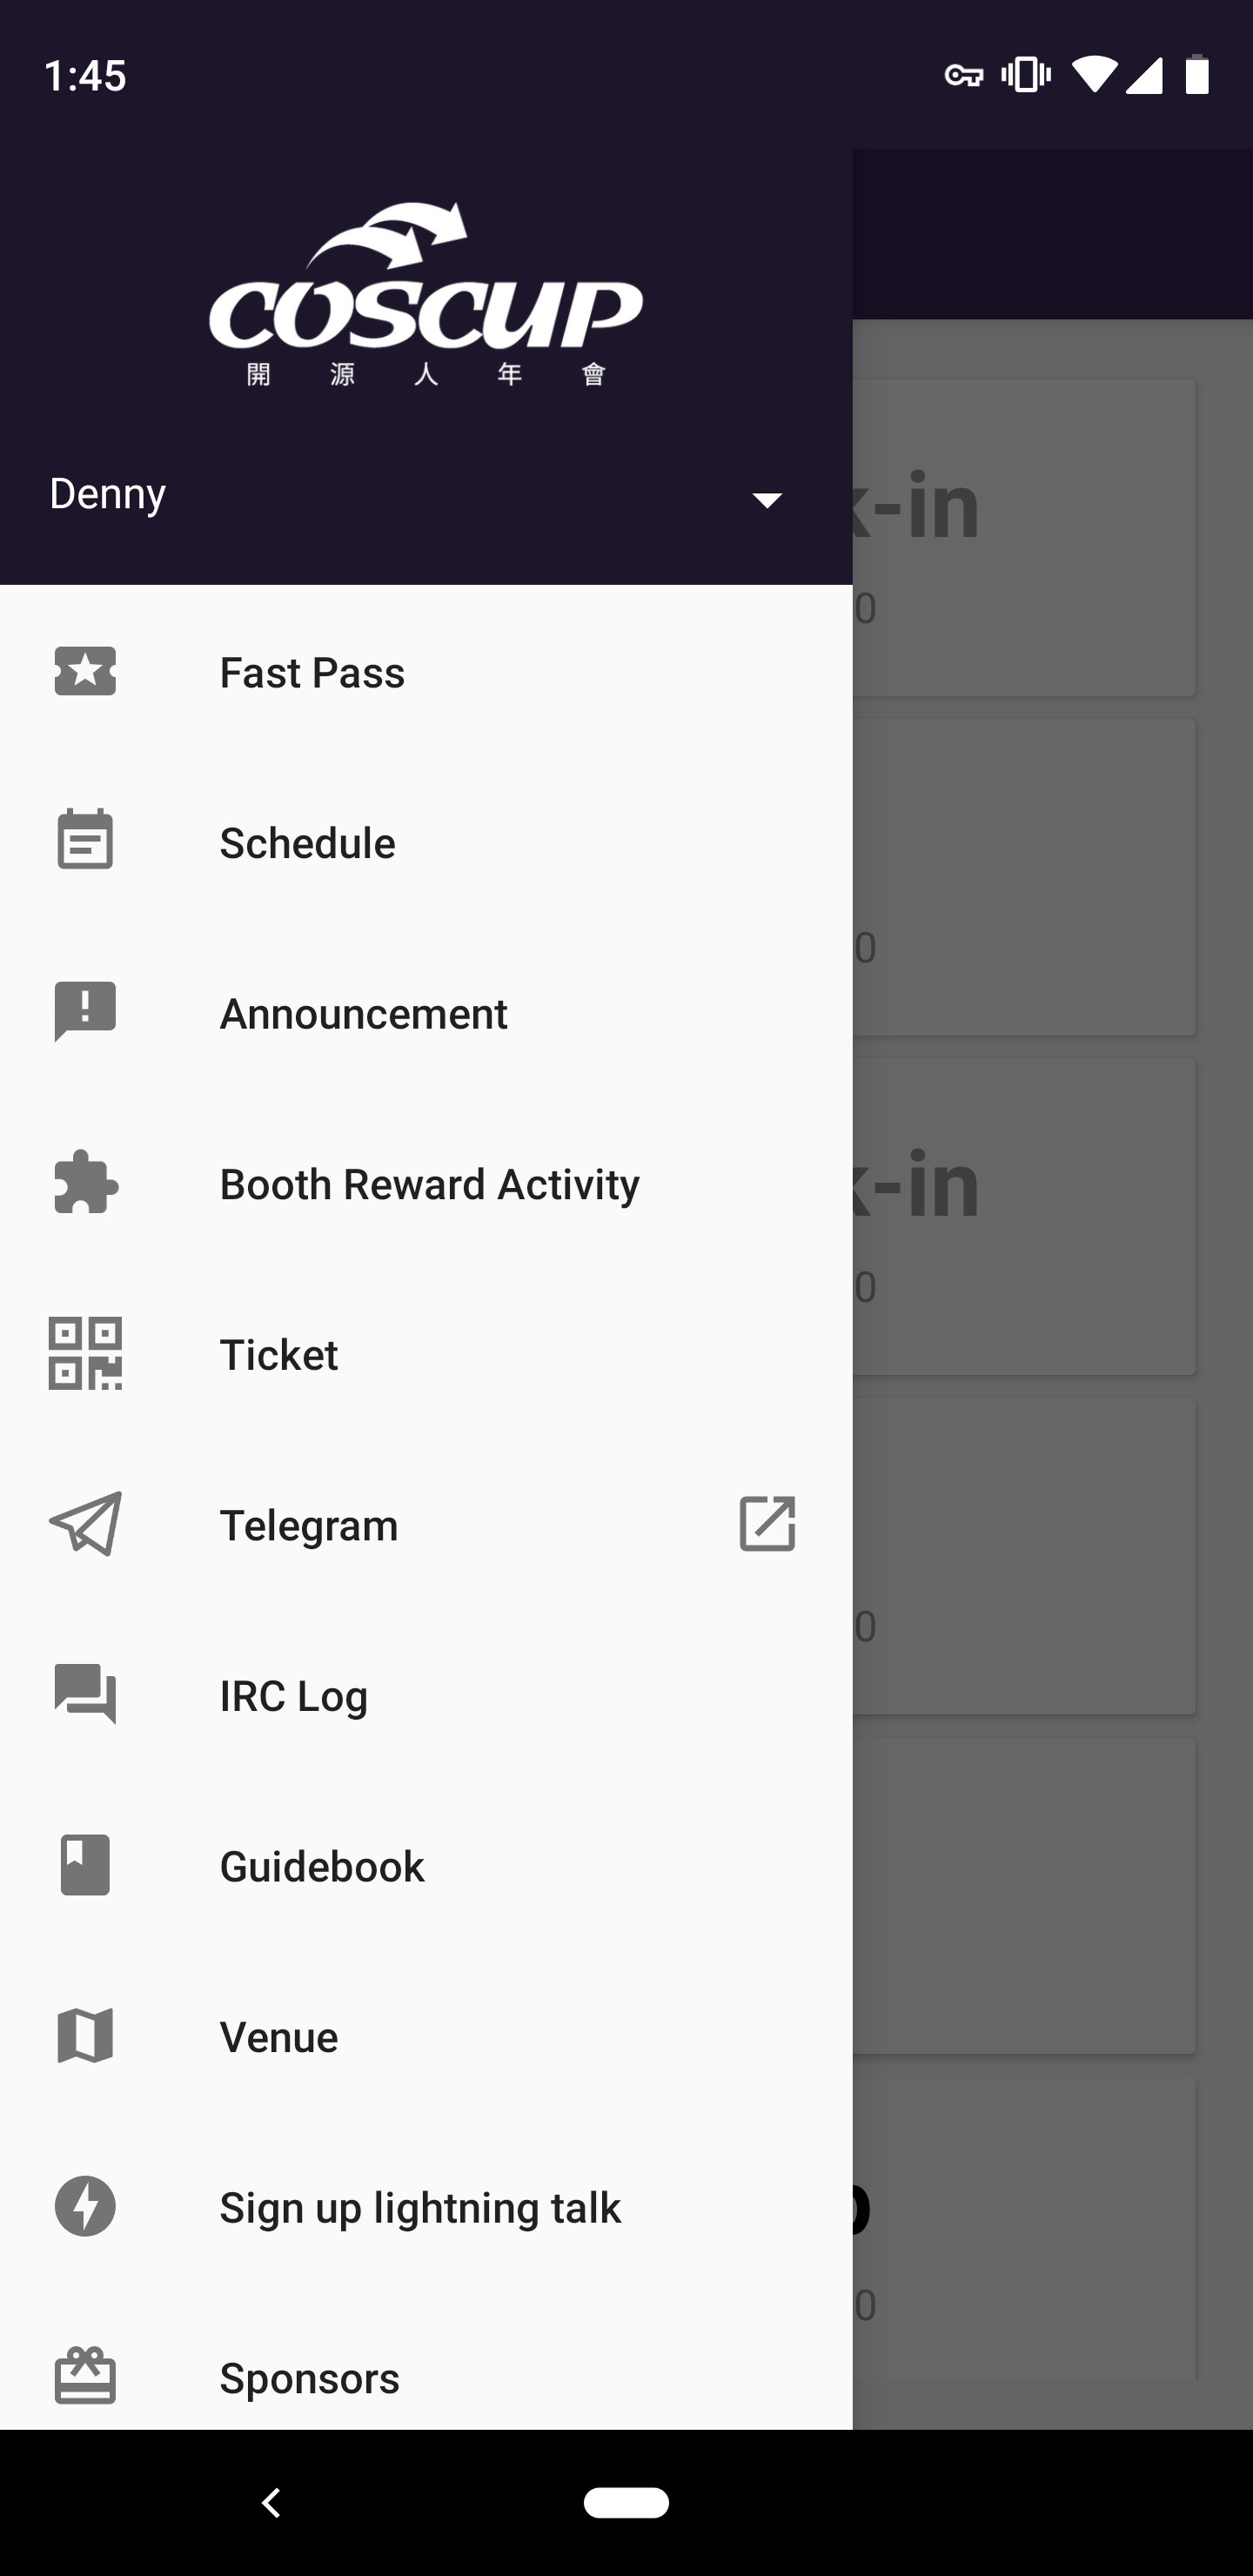 1:45
COSCUP
開源人年會
Denny
Fast Pass
Schedule
Announcement
Booth Reward Activity
Ticket
Telegram
IRC Log
Guidebook
Venue
Sign up lightning talk
Sponsors
-in
0
0
-in
0
0
0